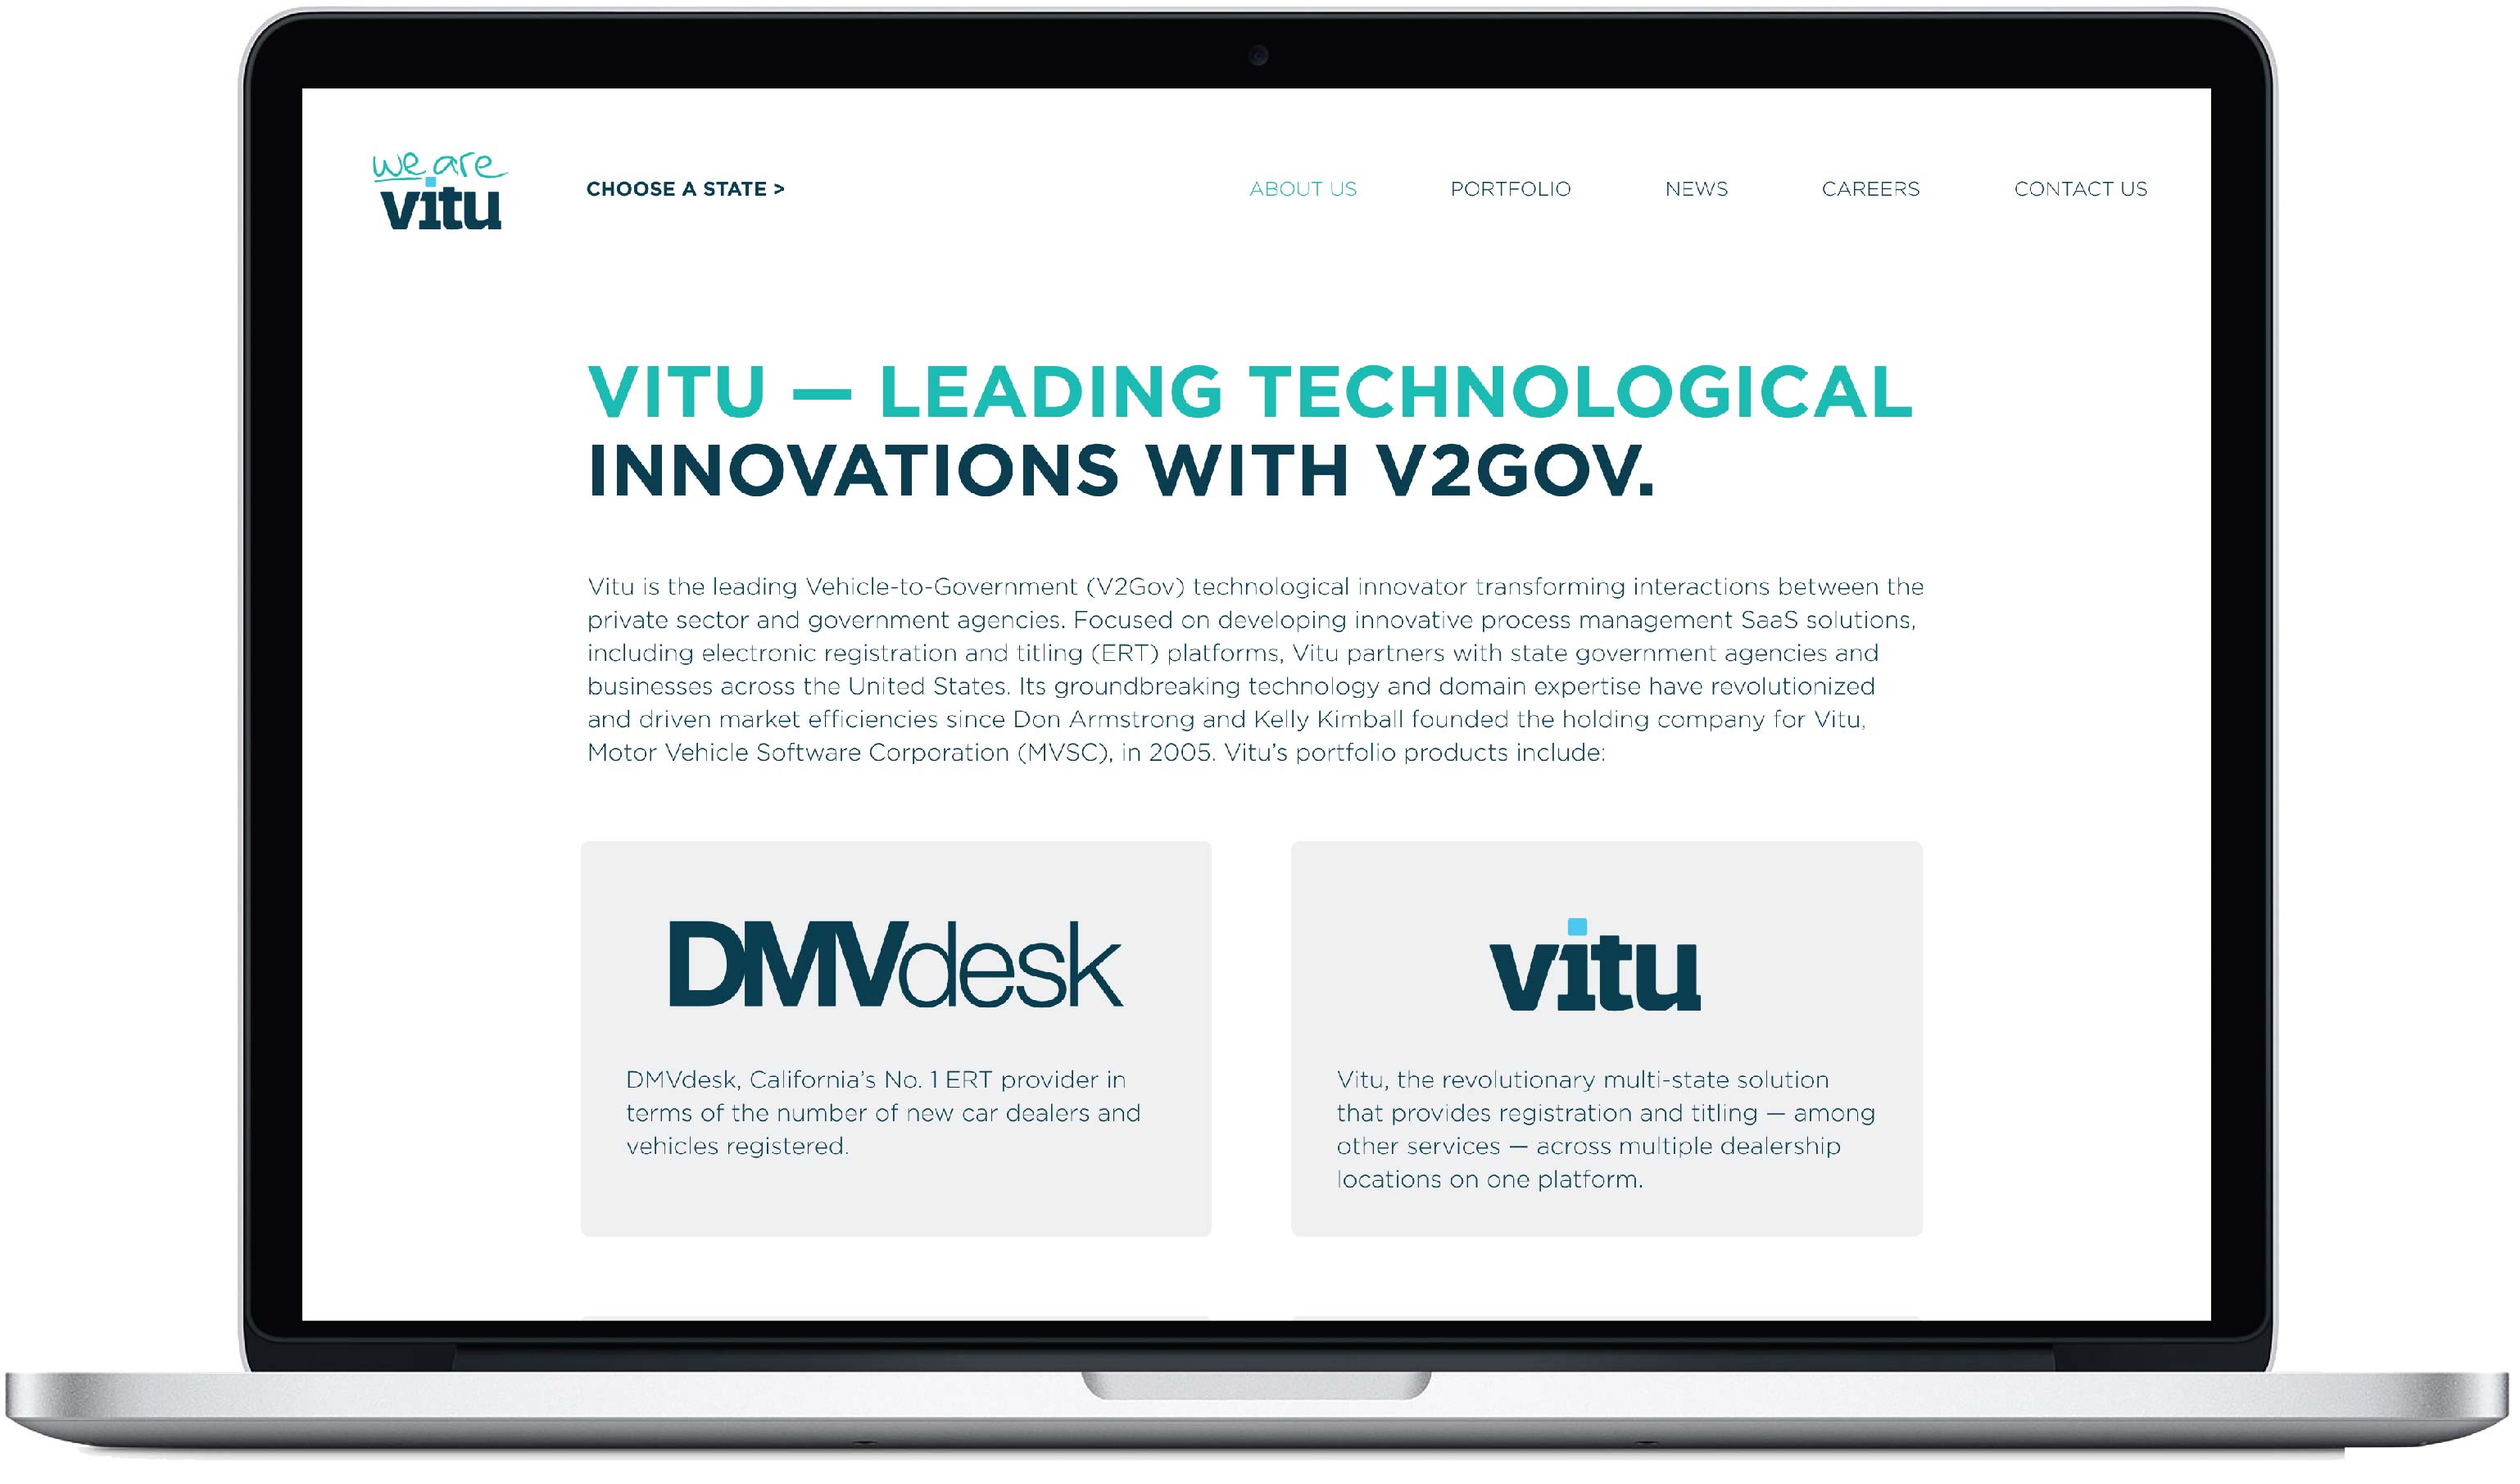 we are
vitu
CHOOSE A STATE >
ABOUT US
PORTFOLIO
NEWS
CAREERS
CONTACT US
VITU — LEADING TECHNOLOGICAL
INNOVATIONS WITH V2GOV.
Vitu is the leading Vehicle-to-Government (V2Gov) technological innovator transforming interactions between the
private sector and government agencies. Focused on developing innovative process management SaaS solutions,
including electronic registration and titling (ERT) platforms, Vitu partners with state government agencies and
businesses across the United States. Its groundbreaking technology and domain expertise have revolutionized
and driven market efficiencies since Don Armstrong and Kelly Kimball founded the holding company for Vitu,
Motor Vehicle Software Corporation (MVSC), in 2005. Vitu’s portfolio products include:
DMVdesk
DMVdesk, California’s No. 1 ERT provider in
terms of the number of new car dealers and
vehicles registered.
vitu
Vitu, the revolutionary multi-state solution
that provides registration and titling — among
other services — across multiple dealership
locations on one platform.